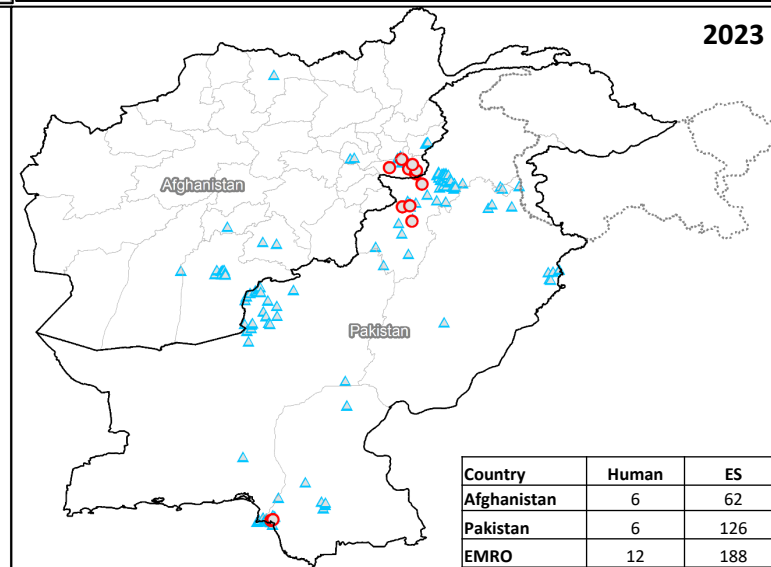 2023
Afghanistan
Pakistan
Country Human ES
Afghanistan 6 62
Pakistan 6 126
EMRO 12 188